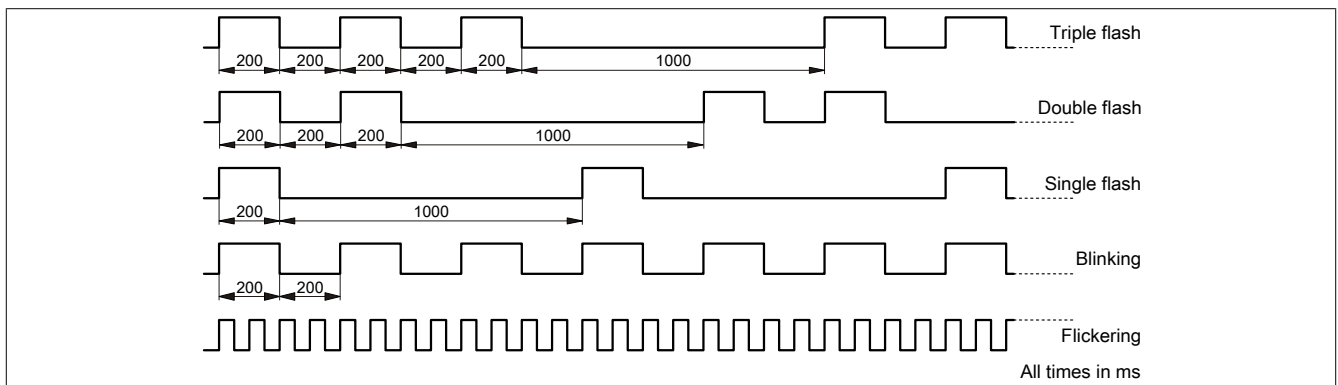 Triple flash
200 200 200 200 200 1000
Double flash
200 200 200 1000
Single flash
200 1000
Blinking
200 200
Flickering
All times in ms